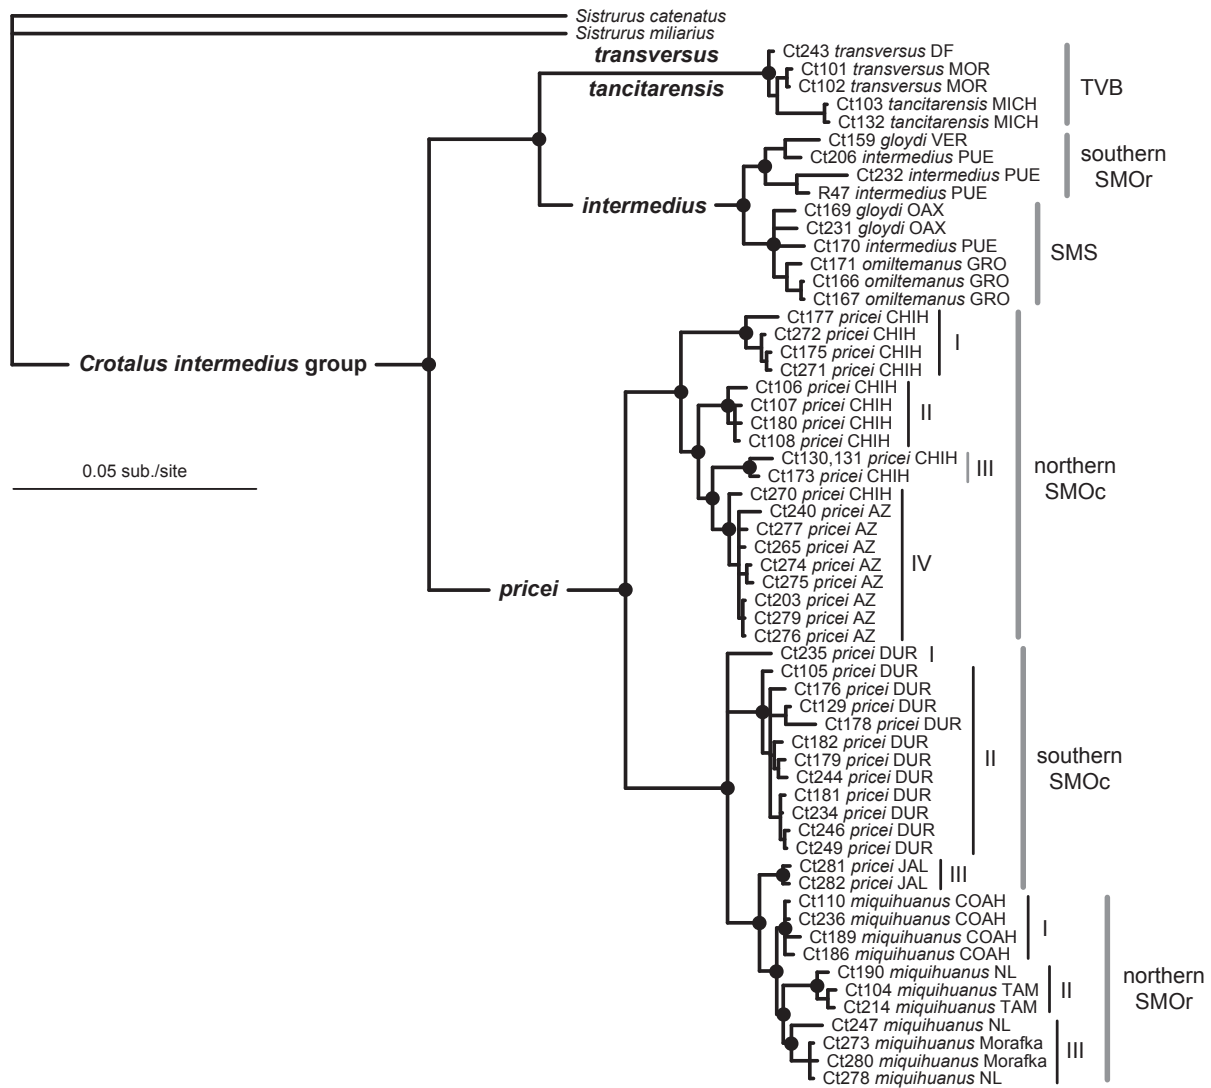 Sistrurus catenatus
Sistrurus miliarius
transversus
tancitarensis
Ct243 transversus DF
Ct101 transversus MOR
Ct102 transversus MOR
Ct103 tancitarensis MICH
Ct132 tancitarensis MICH
TVB
Ct159 gloydi VER
Ct206 intermedius PUE
Ct232 intermedius PUE
R47 intermedius PUE
southern
SMOr
intermedius
Ct169 gloydi OAX
Ct231 gloydi OAX
Ct170 intermedius PUE
Ct171 omiltemanus GRO
Ct166 omiltemanus GRO
Ct167 omiltemanus GRO
SMS
Crotalus intermedius group
0.05 sub./site
Ct177 pricei CHIH
Ct272 pricei CHIH
Ct175 pricei CHIH
Ct271 pricei CHIH
I
Ct106 pricei CHIH
Ct107 pricei CHIH
Ct180 pricei CHIH
Ct108 pricei CHIH
II
Ct130,131 pricei CHIH
Ct173 pricei CHIH
III
Ct270 pricei CHIH
Ct240 pricei AZ
Ct277 pricei AZ
Ct265 pricei AZ
Ct274 pricei AZ
Ct275 pricei AZ
Ct203 pricei AZ
Ct279 pricei AZ
Ct276 pricei AZ
IV
northern
SMOc
pricei
Ct235 pricei DUR
I
Ct105 pricei DUR
Ct176 pricei DUR
Ct129 pricei DUR
Ct178 pricei DUR
Ct182 pricei DUR
Ct179 pricei DUR
Ct244 pricei DUR
Ct181 pricei DUR
Ct234 pricei DUR
Ct246 pricei DUR
Ct249 pricei DUR
II
Ct281 pricei JAL
Ct282 pricei JAL
III
southern
SMOc
Ct110 miquihuanus COAH
Ct236 miquihuanus COAH
Ct189 miquihuanus COAH
Ct186 miquihuanus COAH
I
Ct190 miquihuanus NL
Ct104 miquihuanus TAM
Ct214 miquihuanus TAM
II
Ct247 miquihuanus NL
Ct273 miquihuanus Morafka
Ct280 miquihuanus Morafka
Ct278 miquihuanus NL
III
northern
SMOr